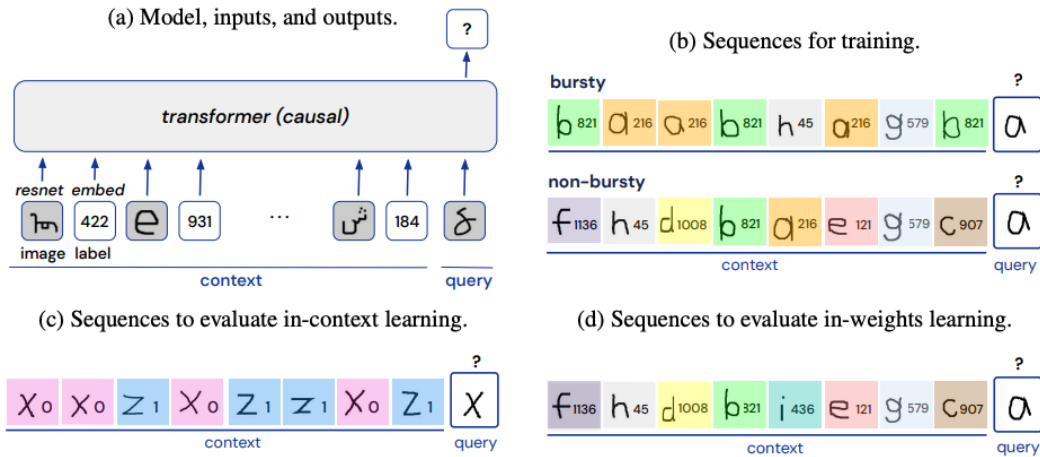 (a) Model, inputs, and outputs.
?
transformer (causal)
resnet embed
422 e 931 ... 184
image label
context query
(b) Sequences for training.
bursty
?
b 821 a 216 a 216 b 821 h 45 a 216 g 579 b 821 a
non-bursty
?
f 1136 h 45 d 1008 b 821 a 216 e 121 g 579 c 907 a
context query
(c) Sequences to evaluate in-context learning.
?
x 0 x 0 z 1 x 0 z 1 z 1 x 0 z 1 x
context query
(d) Sequences to evaluate in-weights learning.
?
f 1136 h 45 d 1008 b 821 i 436 e 121 g 579 c 907 a
context query